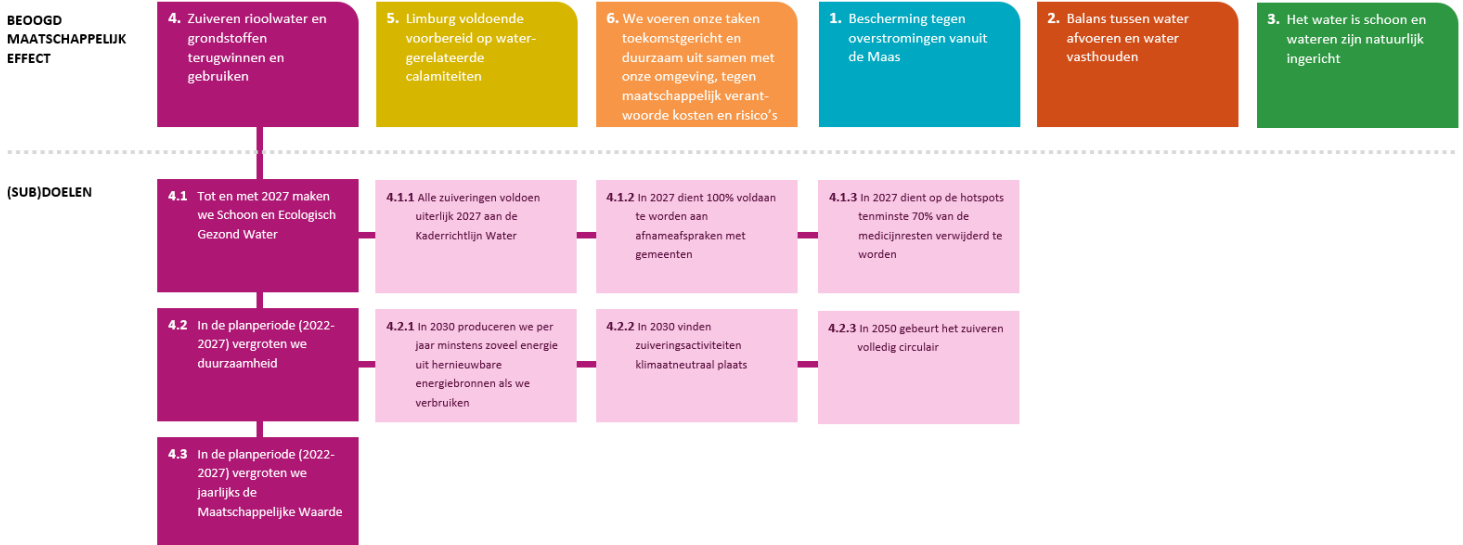 BEOOGD
MAATSCHAPPELIJK
EFFECT
4. Zuiveren rioolwater en
grondstoffen
terugwinnen en
gebruiken
5. Limburg voldoende
voorbereid op water-
gerelateerde
calamiteiten
6. We voeren onze taken
toekomstgericht en
duurzaam uit samen met
onze omgeving, tegen
maatschappelijk verant-
woorde kosten en risico's
1. Bescherming tegen
overstromingen vanuit
de Maas
2. Balans tussen water
afvoeren en water
vasthouden
3. Het water is schoon en
wateren zijn natuurlijk
ingericht
(SUB)DOELEN
4.1 Tot en met 2027 maken
we Schoon en Ecologisch
Gezond Water
4.1.1 Alle zuiveringen voldoen
uiterlijk 2027 aan de
Kaderrichtlijn Water
4.1.2 In 2027 dient 100% voldaan
te worden aan
afnameafspraken met
gemeenten
4.1.3 In 2027 dient op de hotspots
tenminste 70% van de
medicijnresten verwijderd te
worden
4.2 In de planperiode (2022-
2027) vergroten we
duurzaamheid
4.2.1 In 2030 produceren we per
jaar minstens zoveel energie
uit hernieuwbare
energiebronnen als we
verbruiken
4.2.2 In 2030 vinden
zuiveringsactiviteiten
klimaatneutraal plaats
4.2.3 In 2050 gebeurt het zuiveren
volledig circulair
4.3 In de planperiode (2022-
2027) vergroten we
jaarlijks de
Maatschappelijke Waarde